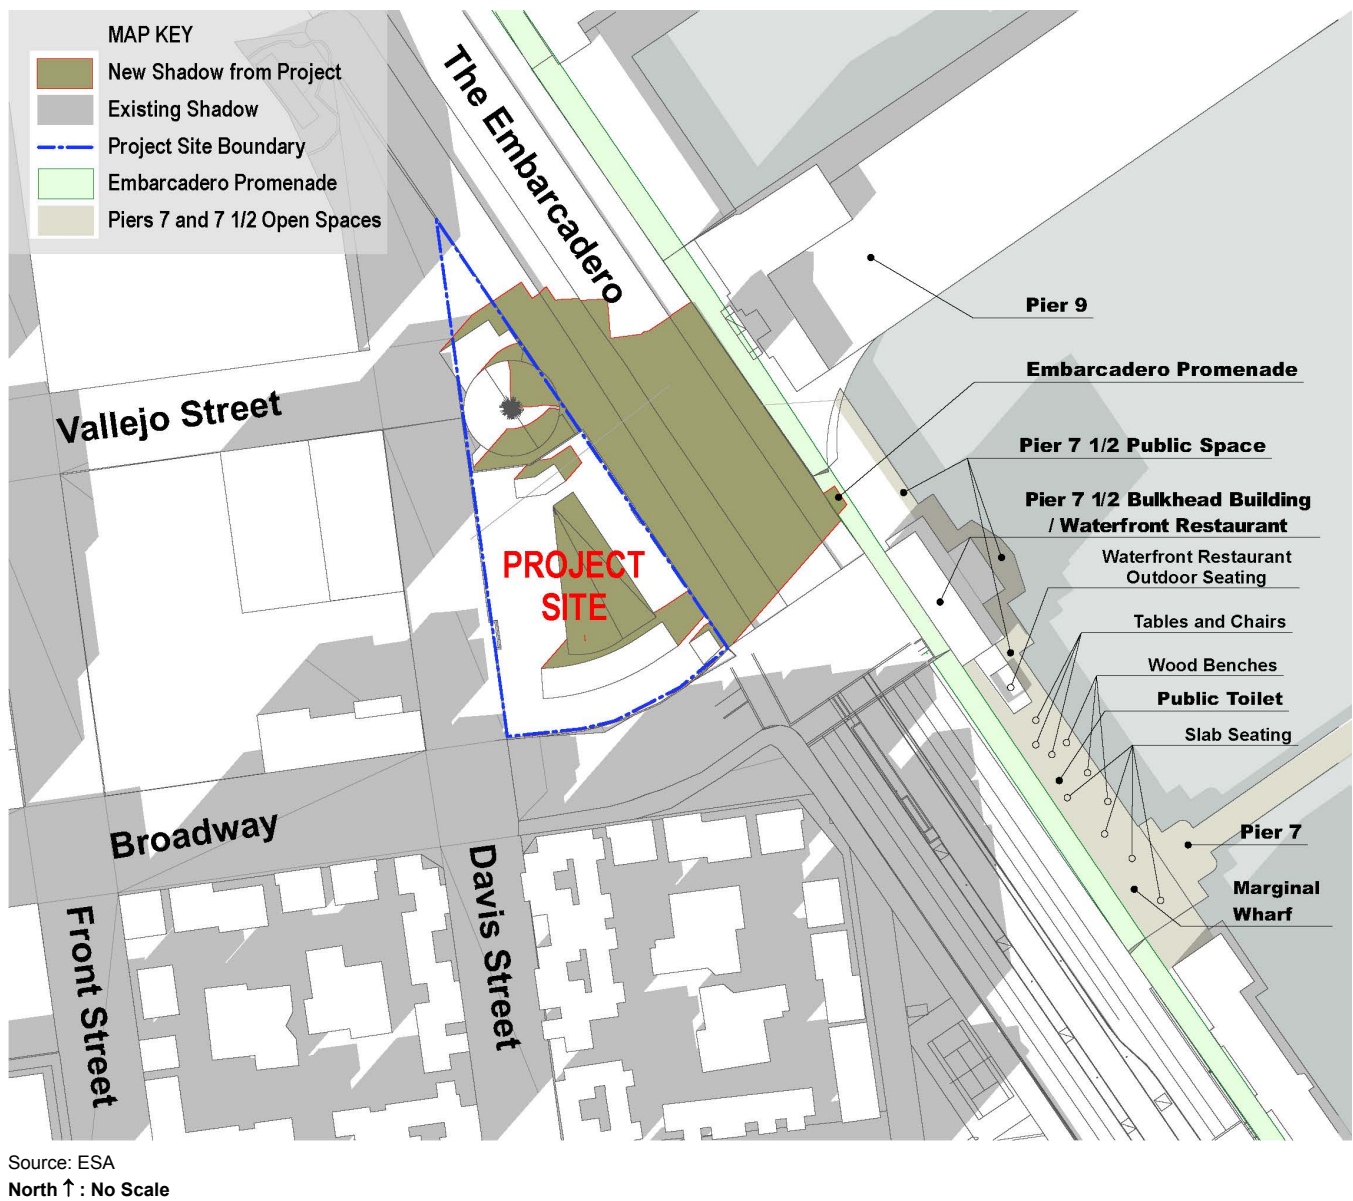 MAP KEY
New Shadow from Project
Existing Shadow
Project Site Boundary
Embarcadero Promenade
Piers 7 and 7 1/2 Open Spaces
The Embarcadero
Vallejo Street
PROJECT
SITE
Broadway
Front Street
Davis Street
Pier 9
Embarcadero Promenade
Pier 7 1/2 Public Space
Pier 7 1/2 Bulkhead Building
/ Waterfront Restaurant
Waterfront Restaurant
Outdoor Seating
Tables and Chairs
Wood Benches
Public Toilet
Slab Seating
Pier 7
Marginal
Wharf
Source: ESA
North ↑ : No Scale